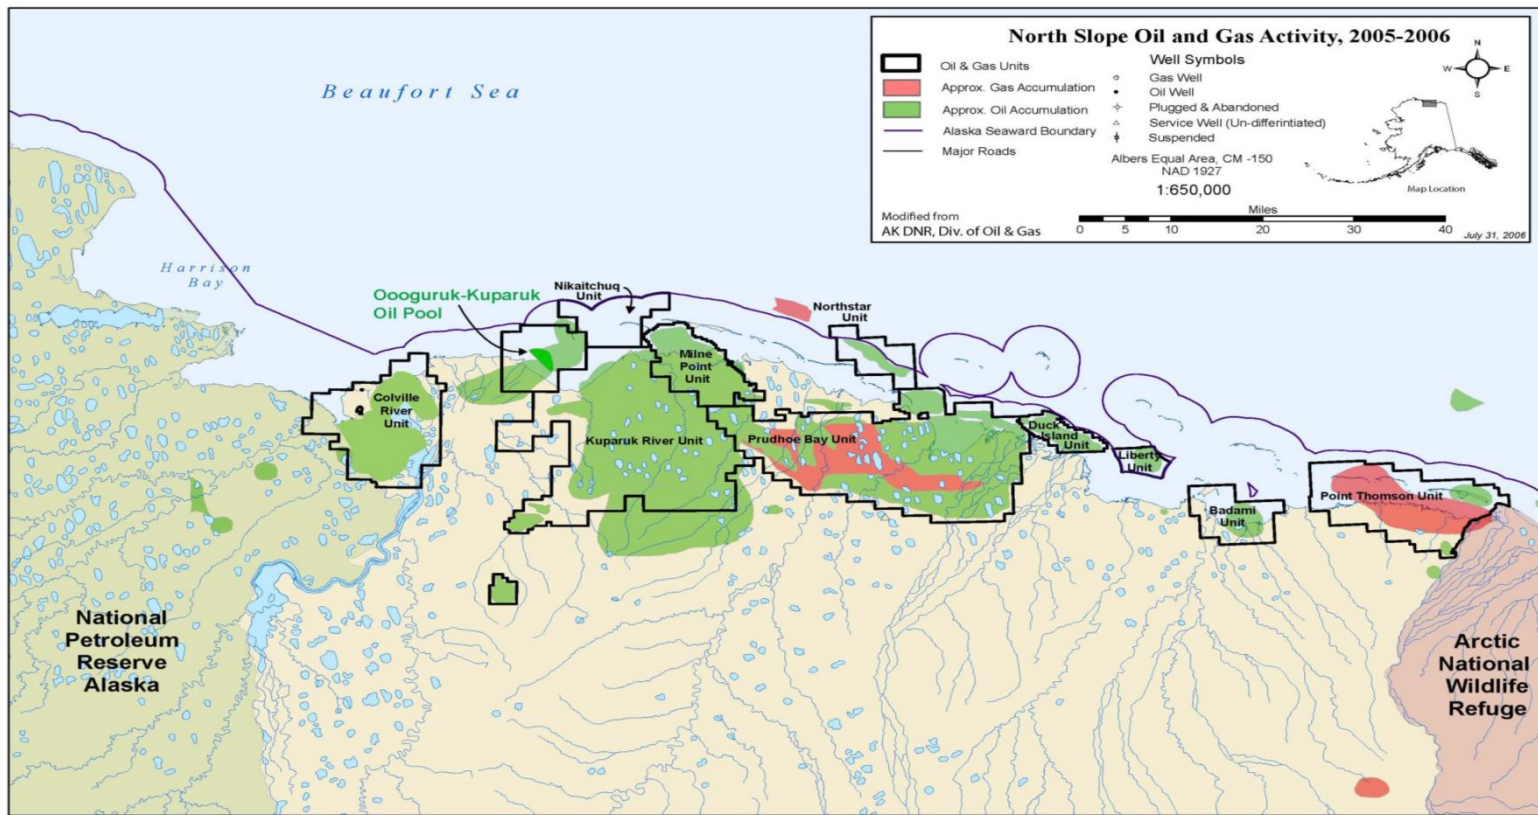 North Slope Oil and Gas Activity, 2005-2006
Oil & Gas Units
Approx. Gas Accumulation
Approx. Oil Accumulation
Alaska Seaward Boundary
Major Roads
Well Symbols
Gas Well
Oil Well
Plugged & Abandoned
Service Well (Un-differintiated)
Suspended
Albers Equal Area, CM -150
NAD 1927
1:650,000
N
W E
S
Map Location
Modified from
AK DNR, Div. of Oil & Gas
Miles
0 5 10 20 30 40
July 31, 2006
Beaufort Sea
Harrison
Bay
Oooguruk-Kuparuk
Oil Pool
Nikaitchuq
Unit
Northstar
Unit
Milne
Point
Unit
Colville
River
Unit
Kuparuk River Unit
Prudhoe Bay Unit
Duck
Island
Unit
Liberty
Unit
Badami
Unit
Point Thomson Unit
National
Petroleum
Reserve
Alaska
Arctic
National
Wildlife
Refuge